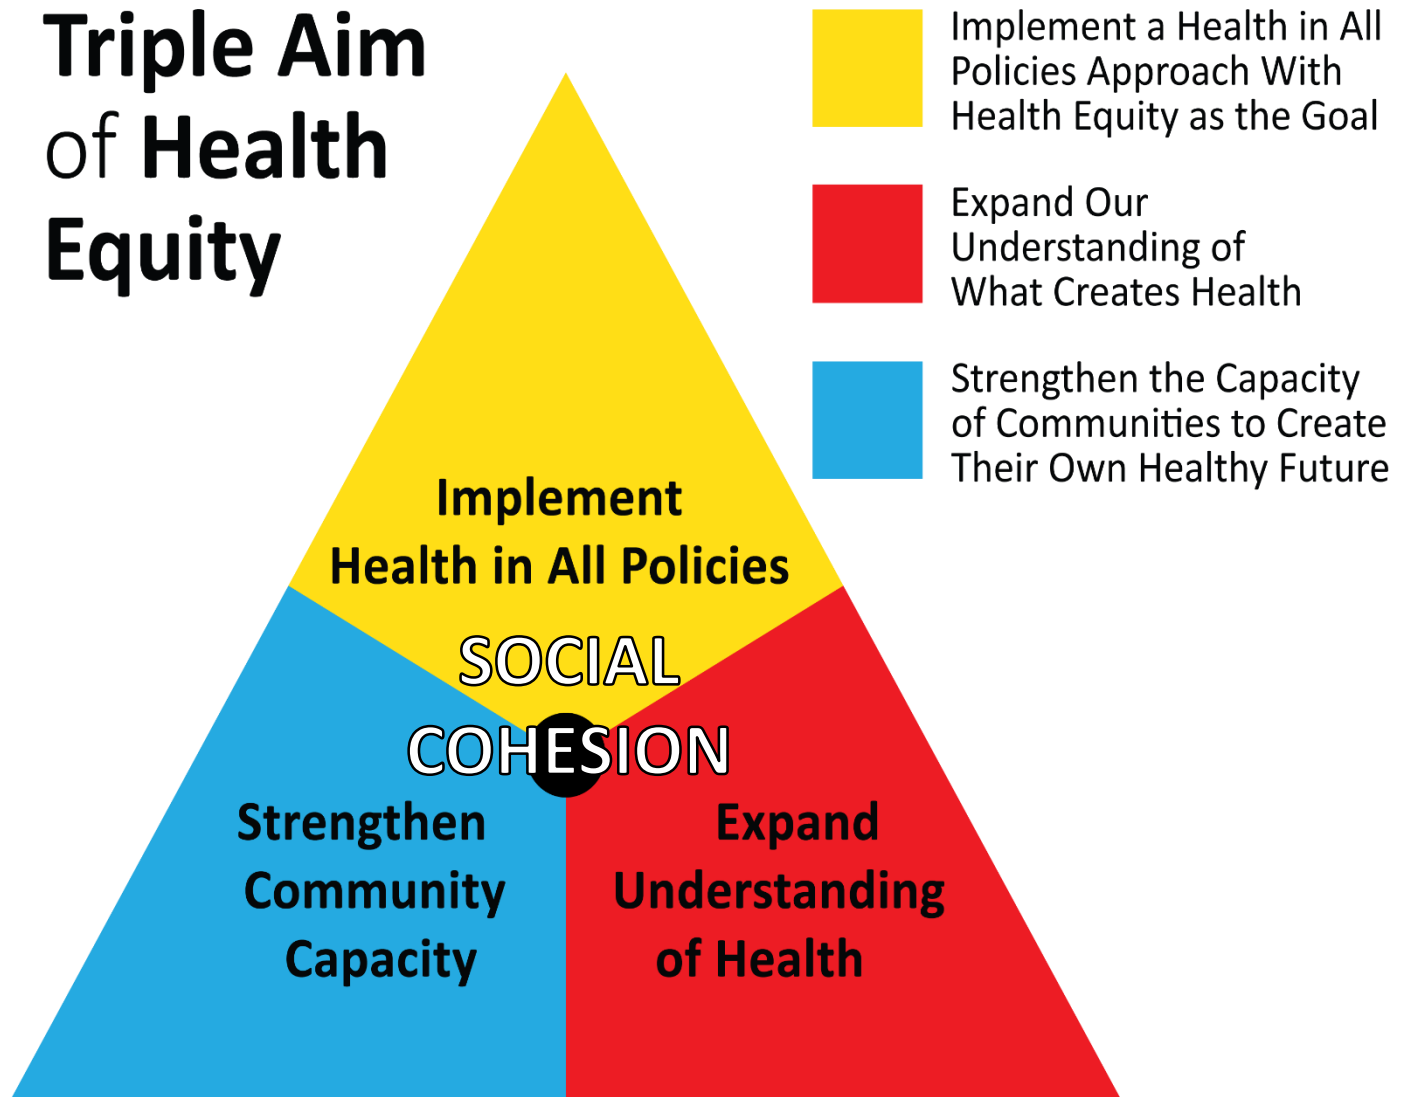 Triple Aim
of Health
Equity
Implement a Health in All
Policies Approach With
Health Equity as the Goal
Expand Our
Understanding of
What Creates Health
Strengthen the Capacity
of Communities to Create
Their Own Healthy Future
Implement
Health in All Policies
SOCIAL
COHESION
Strengthen
Community
Capacity
Expand
Understanding
of Health